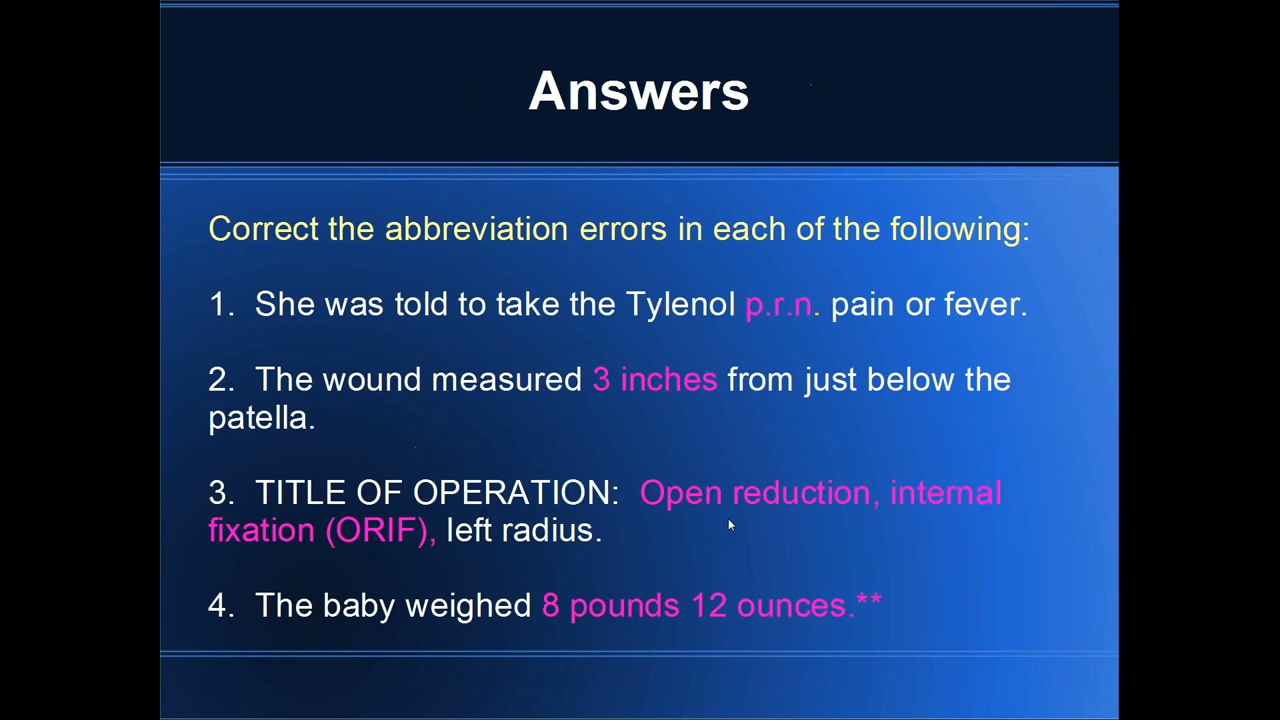 Answers
Correct the abbreviation errors in each of the following:
1.  She was told to take the Tylenol p.r.n. pain or fever.
2.  The wound measured 3 inches from just below the
patella.
3.  TITLE OF OPERATION:  Open reduction, internal
fixation (ORIF), left radius.
4.  The baby weighed 8 pounds 12 ounces.**